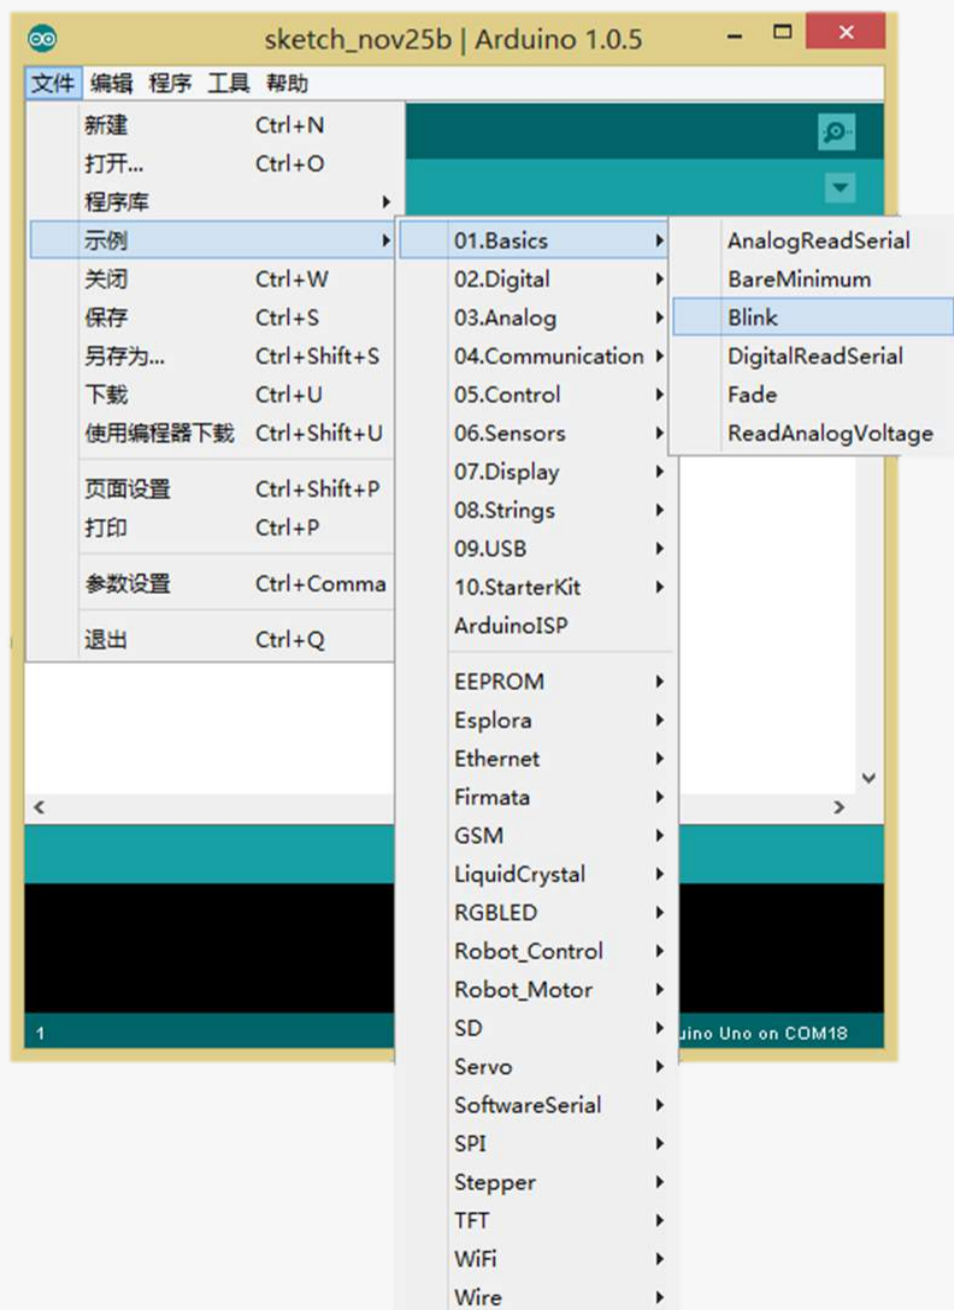 sketch_nov25b | Arduino 1.0.5
文件 编辑 程序 工具 帮助
新建 Ctrl+N
打开... Ctrl+O
程序库
示例
关闭 Ctrl+W
保存 Ctrl+S
另存为... Ctrl+Shift+S
下载 Ctrl+U
使用编程器下载 Ctrl+Shift+U
页面设置 Ctrl+Shift+P
打印 Ctrl+P
参数设置 Ctrl+Comma
退出 Ctrl+Q
01.Basics
02.Digital
03.Analog
04.Communication
05.Control
06.Sensors
07.Display
08.Strings
09.USB
10.StarterKit
ArduinoISP
EEPROM
Esplora
Ethernet
Firmata
GSM
LiquidCrystal
RGBLED
Robot_Control
Robot_Motor
SD
Servo
SoftwareSerial
SPI
Stepper
TFT
WiFi
Wire
AnalogReadSerial
BareMinimum
Blink
DigitalReadSerial
Fade
ReadAnalogVoltage
1
uino Uno on COM18